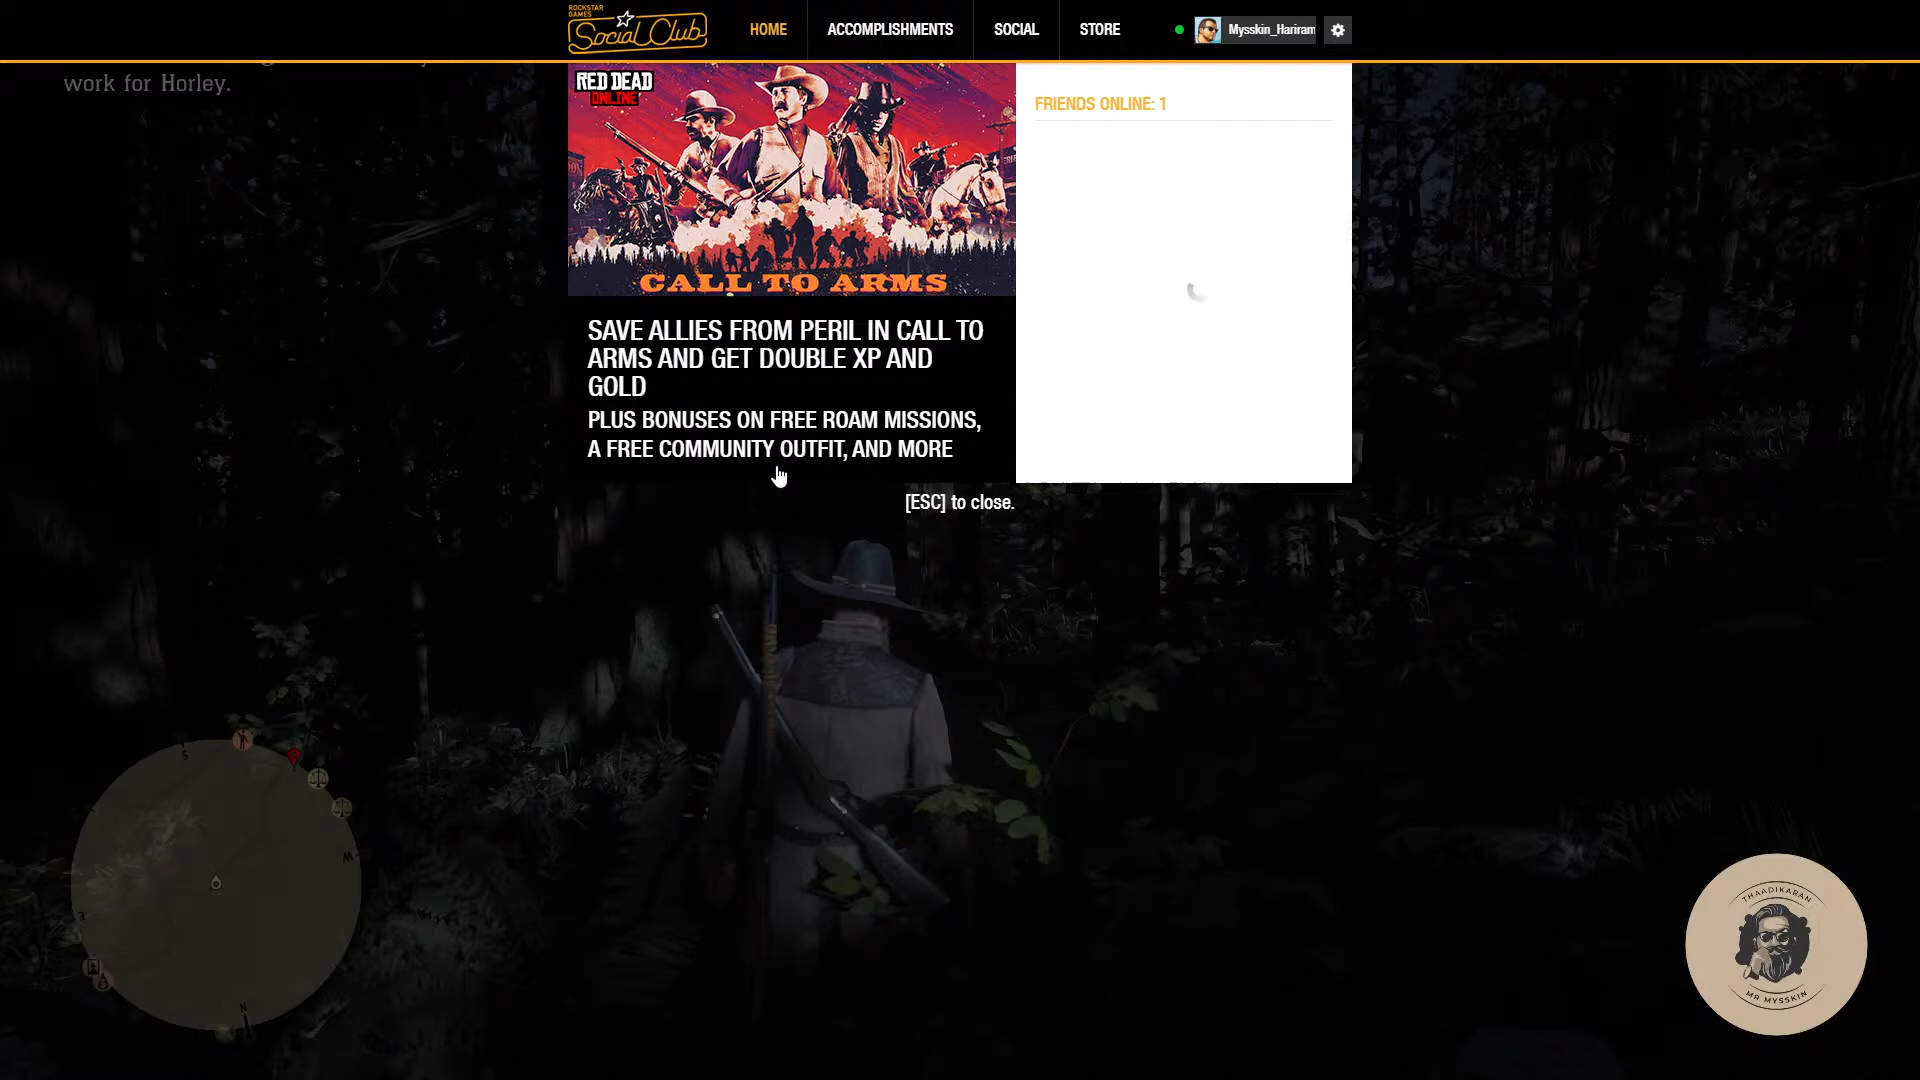 ROCKSTAR
GAMES
Social Club
HOME
ACCOMPLISHMENTS
SOCIAL
STORE
Mysskin_Hariram
work for Horley.
RED DEAD
ONLINE
CALL TO ARMS
SAVE ALLIES FROM PERIL IN CALL TO
ARMS AND GET DOUBLE XP AND
GOLD
PLUS BONUSES ON FREE ROAM MISSIONS,
A FREE COMMUNITY OUTFIT, AND MORE
FRIENDS ONLINE: 1
[ESC] to close.
S
W
E
N
THAADIKARAN
MR MYSSKIN